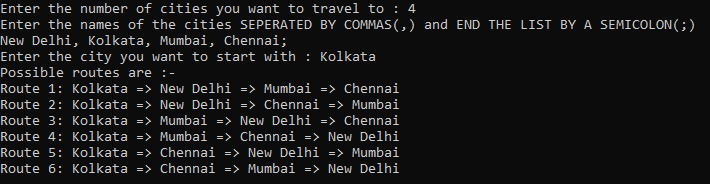 Enter the number of cities you want to travel to : 4
Enter the names of the cities SEPERATED BY COMMAS(,) and END THE LIST BY A SEMICOLON(;)
New Delhi, Kolkata, Mumbai, Chennai;
Enter the city you want to start with : Kolkata
Possible routes are :-
Route 1: Kolkata => New Delhi => Mumbai => Chennai
Route 2: Kolkata => New Delhi => Chennai => Mumbai
Route 3: Kolkata => Mumbai => New Delhi => Chennai
Route 4: Kolkata => Mumbai => Chennai => New Delhi
Route 5: Kolkata => Chennai => New Delhi => Mumbai
Route 6: Kolkata => Chennai => Mumbai => New Delhi